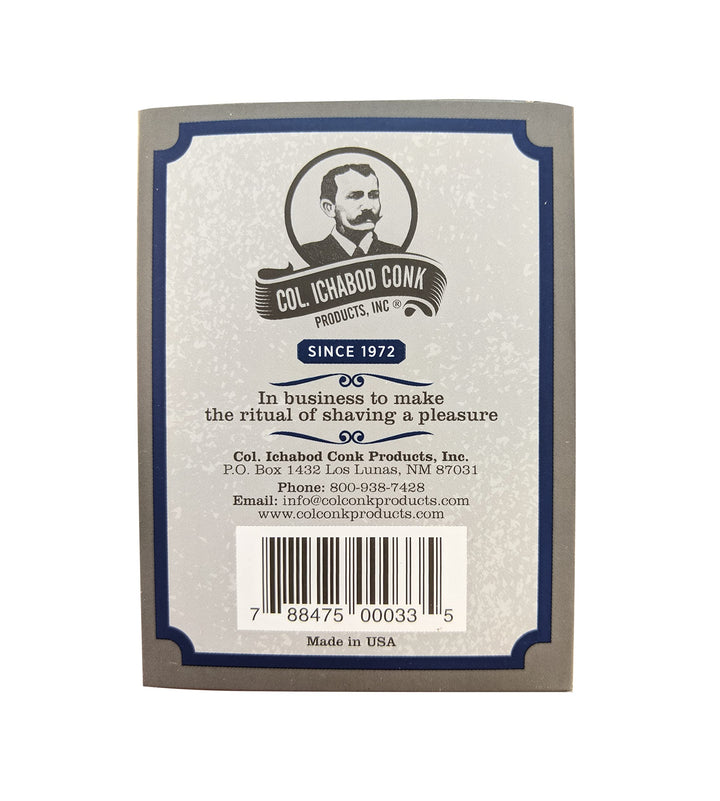 COL. ICHABOD CONK
PRODUCTS, INC ®
SINCE 1972
In business to make
the ritual of shaving a pleasure
Col. Ichabod Conk Products, Inc.
P.O. Box 1432 Los Lunas, NM 87031
Phone: 800-938-7428
Email: info@colconkproducts.com
www.colconkproducts.com
7 88475 00033 5
Made in USA